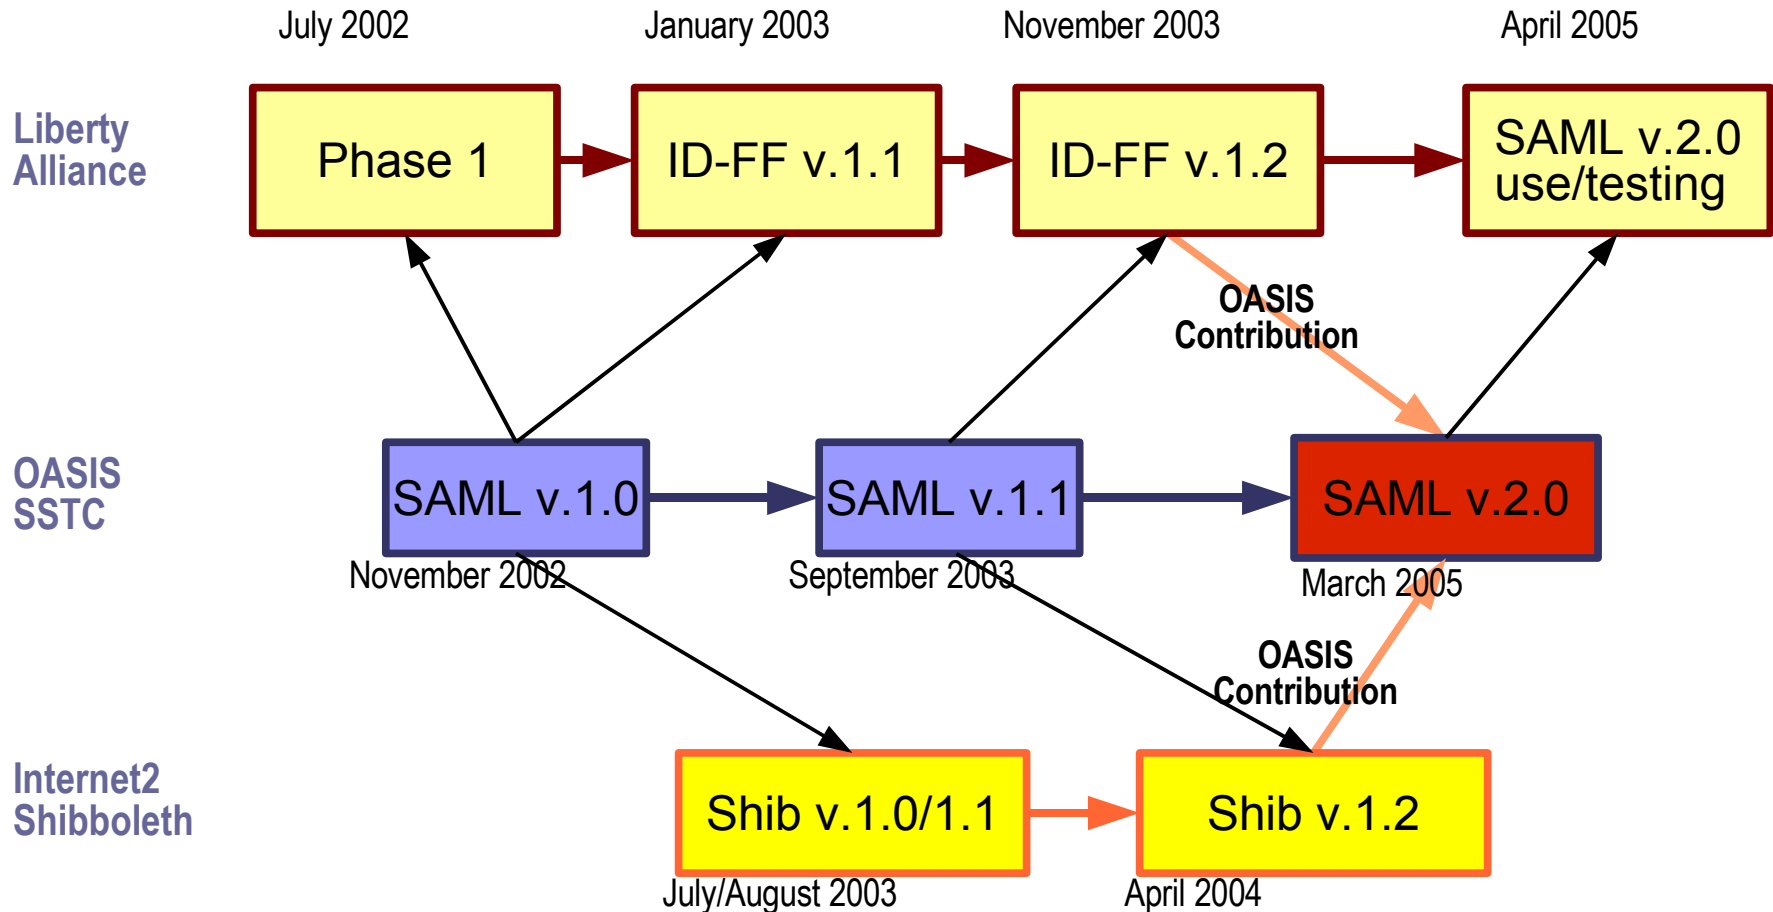 July 2002
January 2003
November 2003
April 2005
Liberty
Alliance
Phase 1
ID-FF v.1.1
ID-FF v.1.2
SAML v.2.0
use/testing
OASIS
Contribution
OASIS
SSTC
SAML v.1.0
SAML v.1.1
SAML v.2.0
November 2002
September 2003
March 2005
OASIS
Contribution
Internet2
Shibboleth
Shib v.1.0/1.1
Shib v.1.2
July/August 2003
April 2004